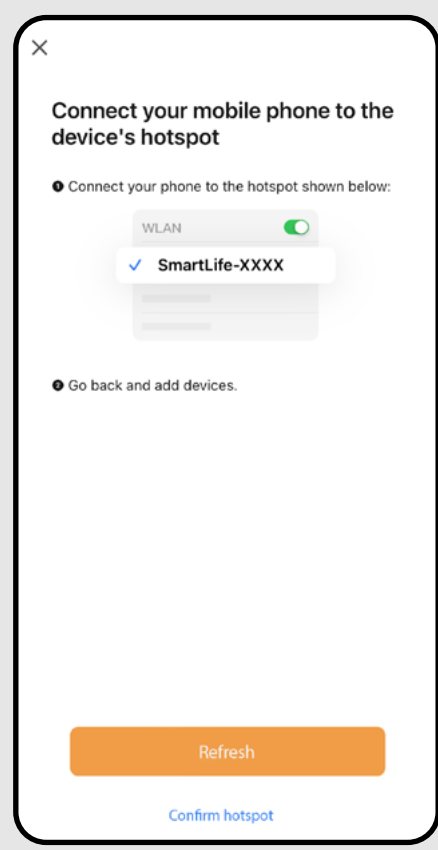 Connect your mobile phone to the
device's hotspot
❶ Connect your phone to the hotspot shown below:
WLAN
✓ SmartLife-XXXX
❷ Go back and add devices.
Refresh
Confirm hotspot